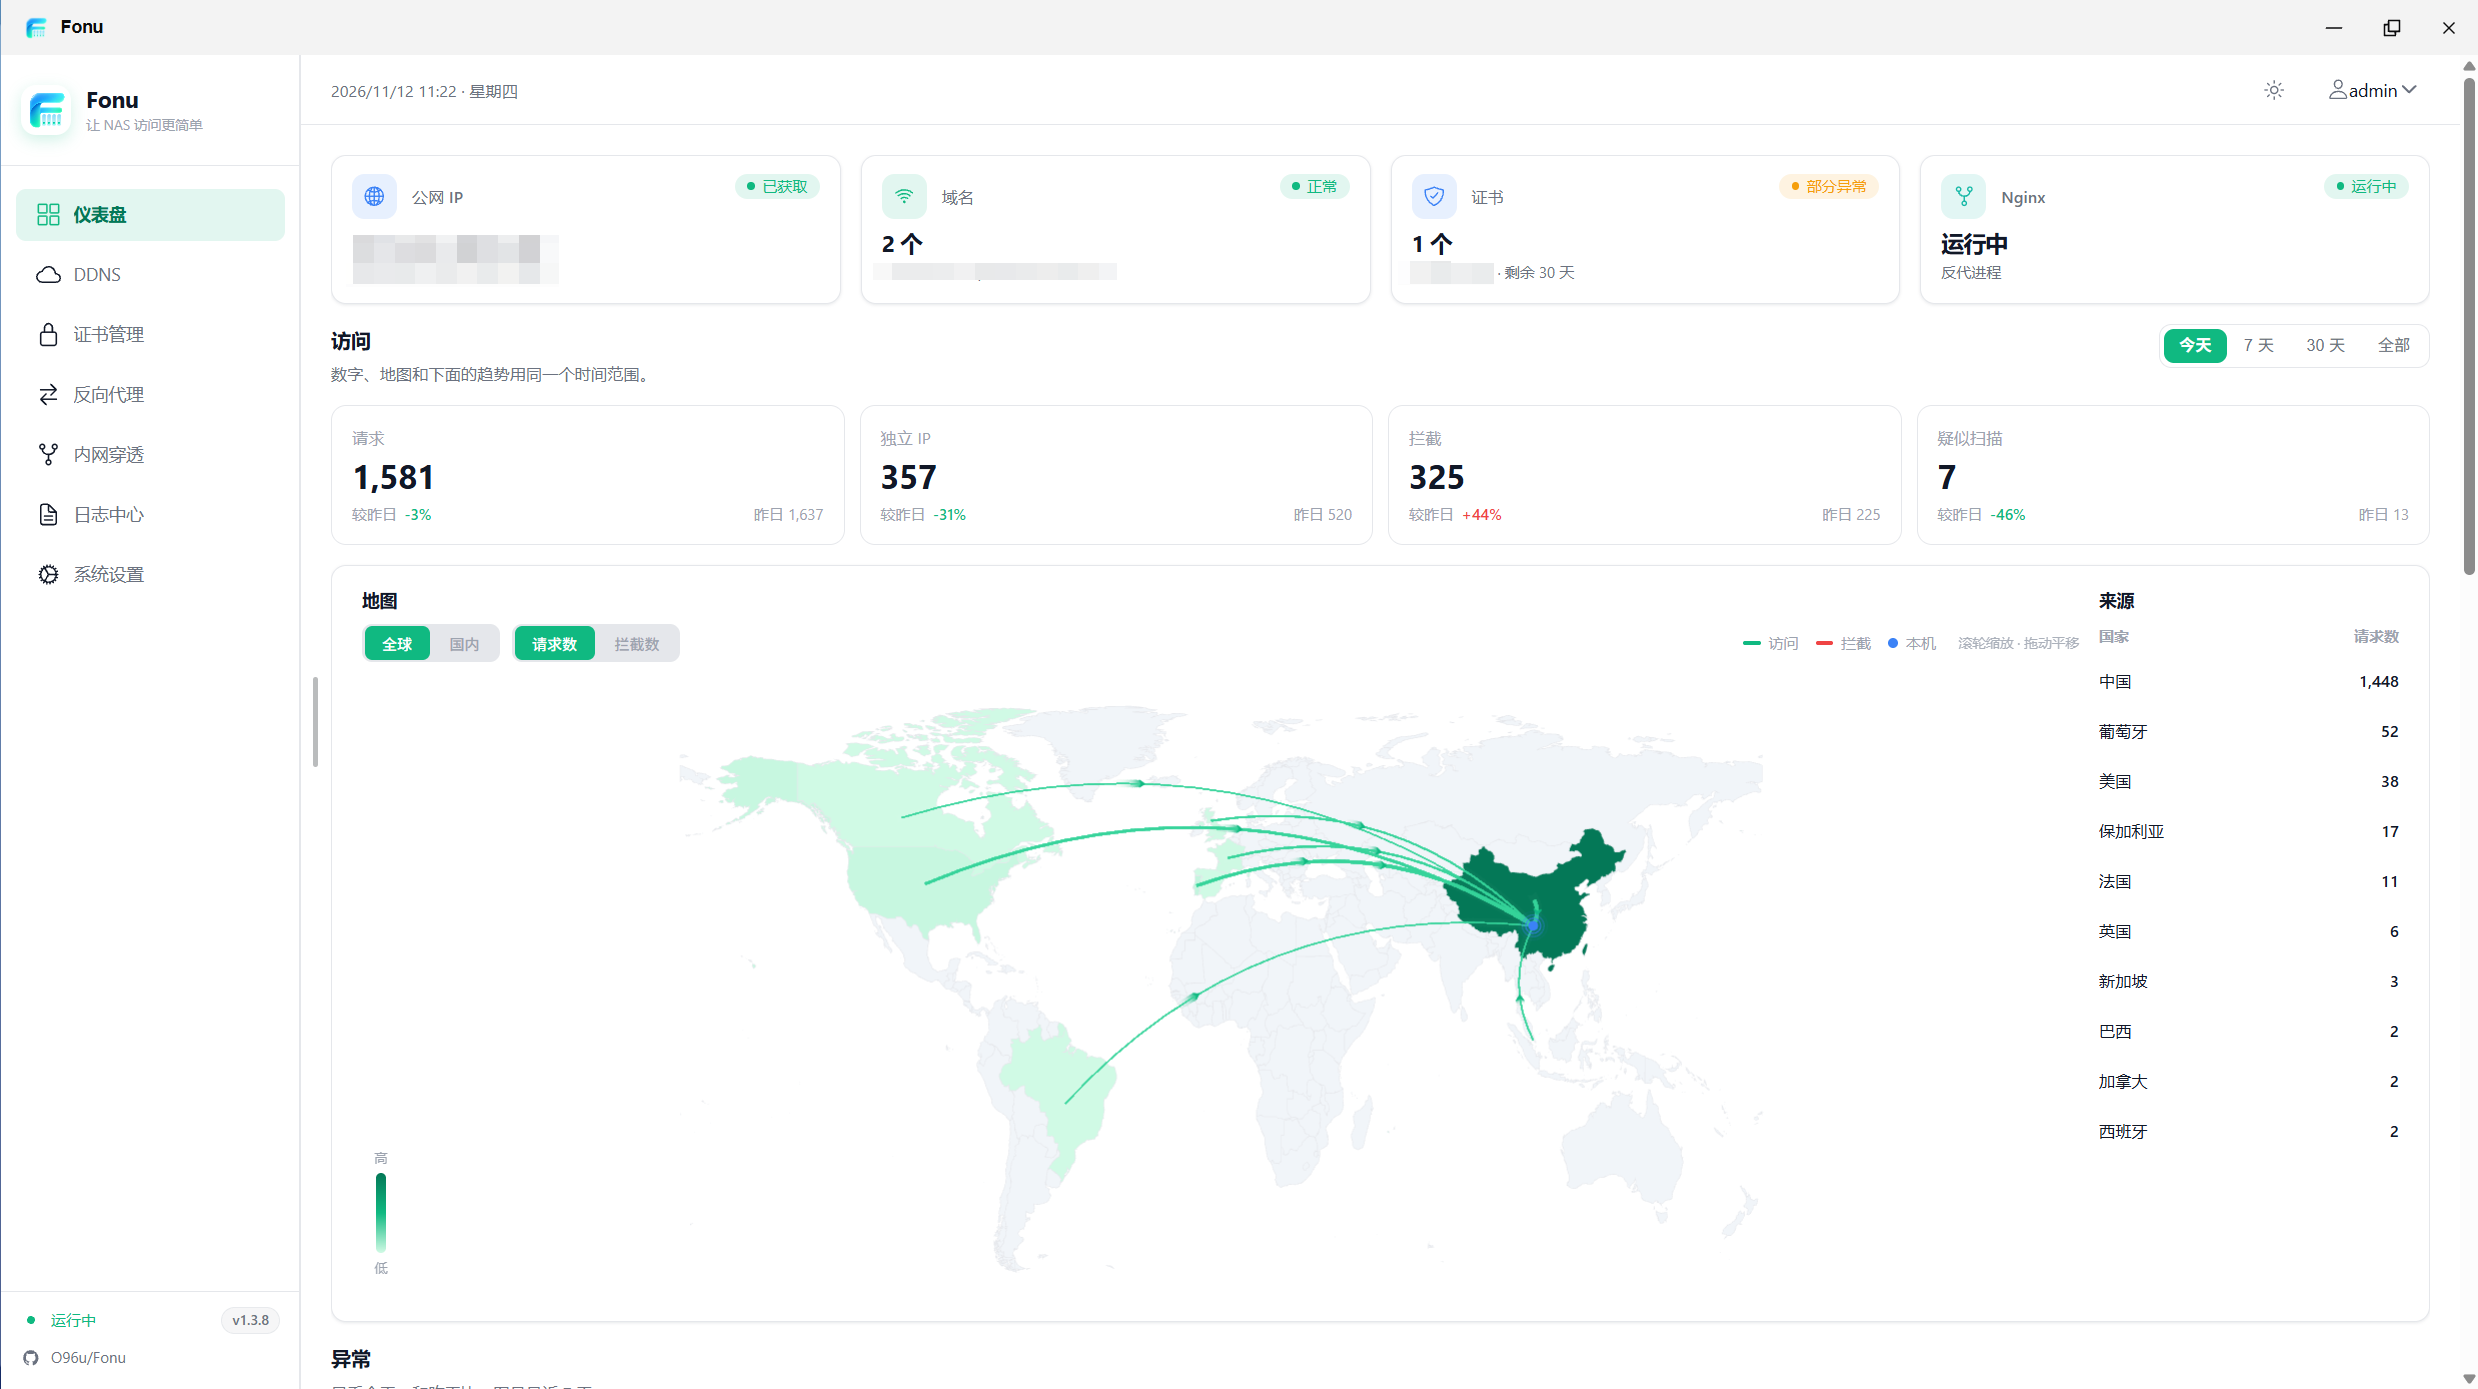 Fonu
Fonu
让 NAS 访问更简单
仪表盘
DDNS
证书管理
反向代理
内网穿透
日志中心
系统设置
运行中
v1.3.8
O96u/Fonu
2026/11/12 11:22 · 星期四
admin
公网 IP
已获取
域名
正常
2 个
证书
部分异常
1 个
· 剩余 30 天
Nginx
运行中
运行中
反代进程
访问
数字、地图和下面的趋势用同一个时间范围。
今天 7 天 30 天 全部
请求
1,581
较昨日 -3% 昨日 1,637
独立 IP
357
较昨日 -31% 昨日 520
拦截
325
较昨日 +44% 昨日 225
疑似扫描
7
较昨日 -46% 昨日 13
地图
全球 国内 请求数 拦截数
访问 拦截 本机 滚轮缩放 · 拖动平移
高
低
来源
国家 请求数
中国 1,448
葡萄牙 52
美国 38
保加利亚 17
法国 11
英国 6
新加坡 3
巴西 2
加拿大 2
西班牙 2
异常